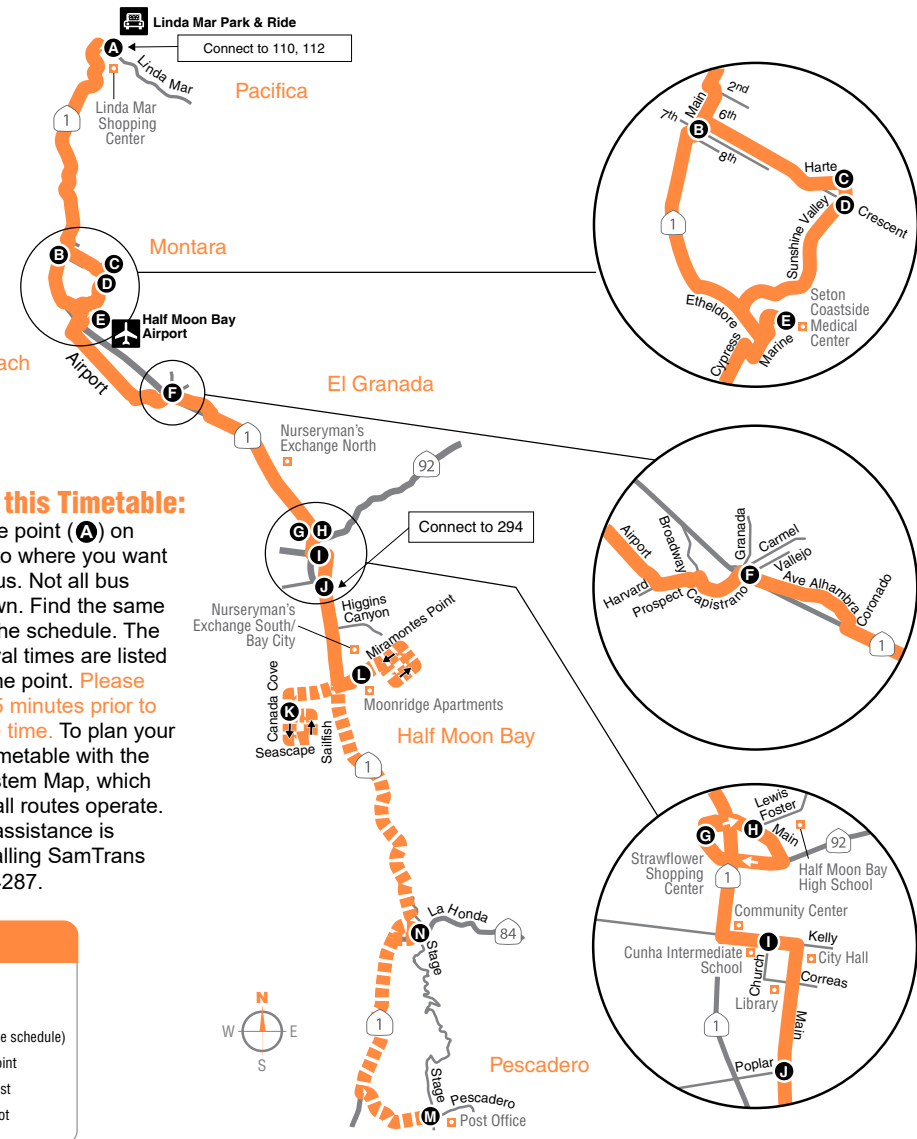 Linda Mar Park & Ride
A
Connect to 110, 112
Linda Mar
Pacifica
Linda Mar
Shopping
Center
1
Montara
B
C
D
E
Half Moon Bay
Airport
ach
Airport
F
El Granada
1
Nurseryman's
Exchange North
92
G
H
I
J
Connect to 294
Nurseryman's
Exchange South/
Bay City
Higgins
Canyon
Miramontes Point
L
Moonridge Apartments
Canada Cove
K
Seascape
Sailfish
Half Moon Bay
1
La Honda
84
N
Stage
1
Stage
Pescadero
Pescadero
M
Post Office
N
W
E
S
this Timetable:
e point (A) on
o where you want
us. Not all bus
wn. Find the same
he schedule. The
val times are listed
ne point. Please
5 minutes prior to
e time. To plan your
metable with the
stem Map, which
all routes operate.
assistance is
alling SamTrans
4287.
e schedule)
oint
st
ot
2nd
Main
6th
7th
B
8th
Harte
C
D
Crescent
Sunshine Valley
1
Etheldore
Seton
Coastside
Medical
Center
E
Marine
Cypress
Airport
Broadway
Granada
Carmel
Vallejo
F
Ave Alhambra
Coronado
Harvard
Prospect
Capistrano
1
Lewis
Foster
G
H
Main
92
Strawflower
Shopping
Center
Half Moon Bay
High School
1
Community Center
I
Kelly
Cunha Intermediate
School
City Hall
Church
Correas
Library
Main
1
Poplar
J